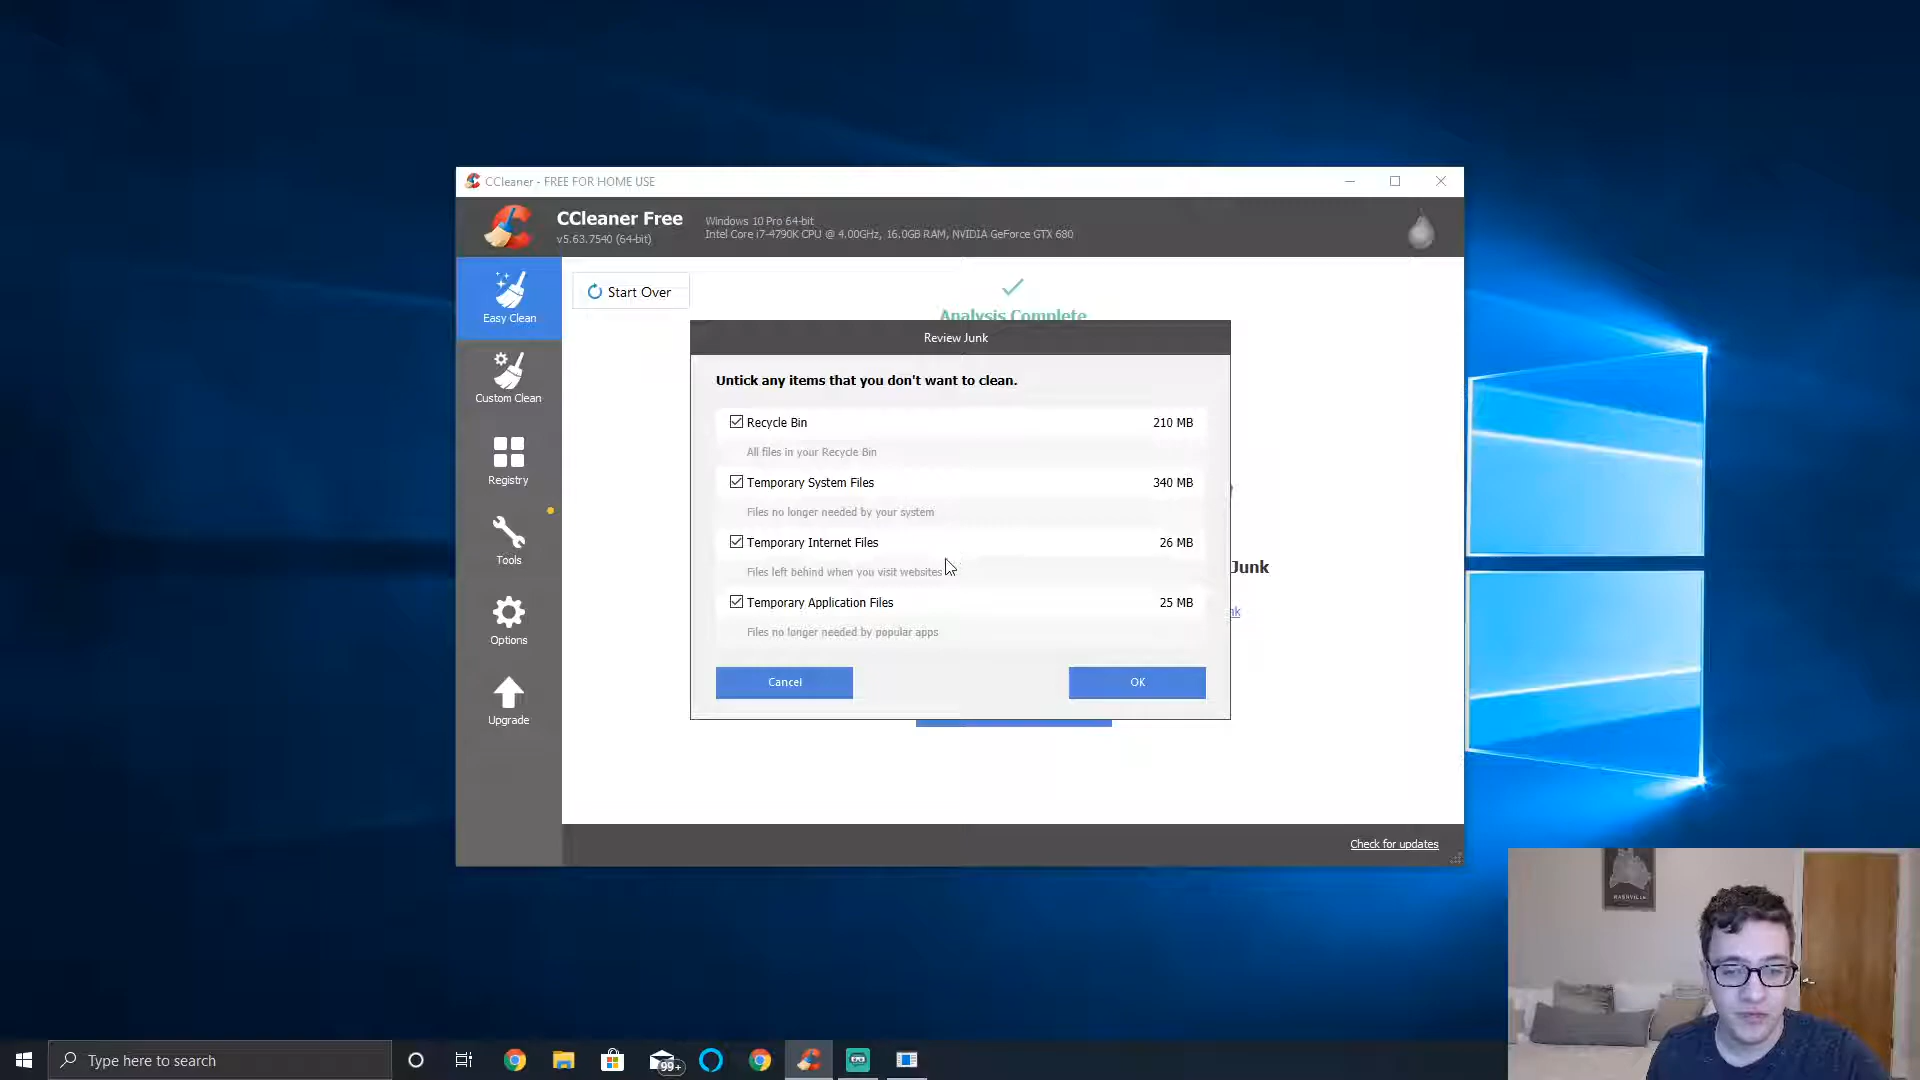 CCleaner - FREE FOR HOME USE
CCleaner Free
v5.63.7540 (64-bit)
Windows 10 Pro 64-bit
Intel Core i7-4790K CPU @ 4.00GHz, 16.0GB RAM, NVIDIA GeForce GTX 680
Easy Clean
Custom Clean
Registry
Tools
Options
Upgrade
Start Over
Analysis Complete
Review Junk
Untick any items that you don't want to clean.
Recycle Bin 210 MB
All files in your Recycle Bin
Temporary System Files 340 MB
Files no longer needed by your system
Temporary Internet Files 26 MB
Files left behind when you visit websites
Temporary Application Files 25 MB
Files no longer needed by popular apps
Cancel
OK
Junk
nk
Check for updates
NASHVILLE
Type here to search
99+